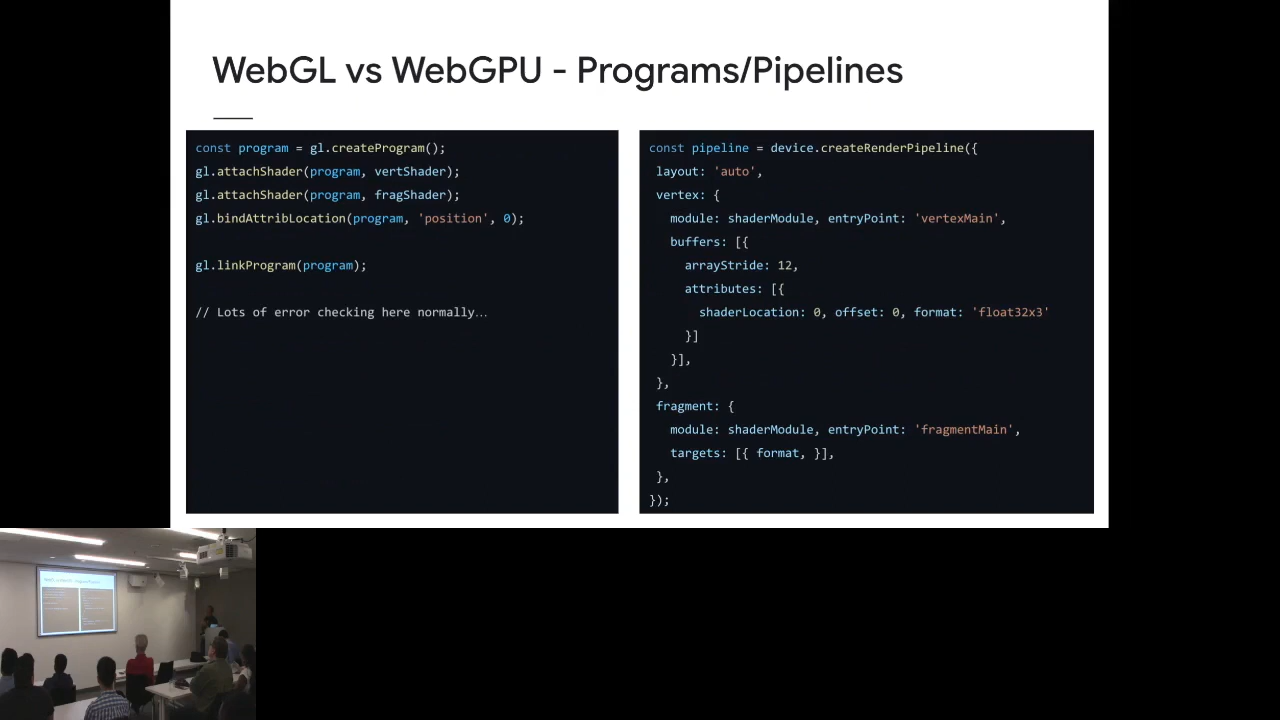 WebGL vs WebGPU - Programs/Pipelines
const program = gl.createProgram();
gl.attachShader(program, vertShader);
gl.attachShader(program, fragShader);
gl.bindAttribLocation(program, 'position', 0);
gl.linkProgram(program);
// Lots of error checking here normally…
const pipeline = device.createRenderPipeline({
layout: 'auto',
vertex: {
module: shaderModule, entryPoint: 'vertexMain',
buffers: [{
arrayStride: 12,
attributes: [{
shaderLocation: 0, offset: 0, format: 'float32x3'
}]
}],
},
fragment: {
module: shaderModule, entryPoint: 'fragmentMain',
targets: [{ format, }],
},
});